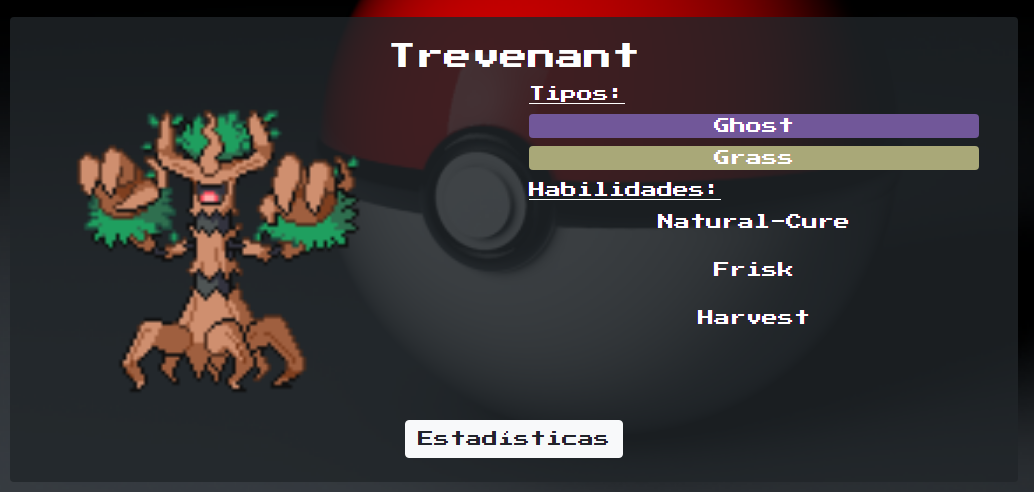 Trevenant
Tipos:
Ghost
Grass
Habilidades:
Natural-Cure
Frisk
Harvest
Estadísticas